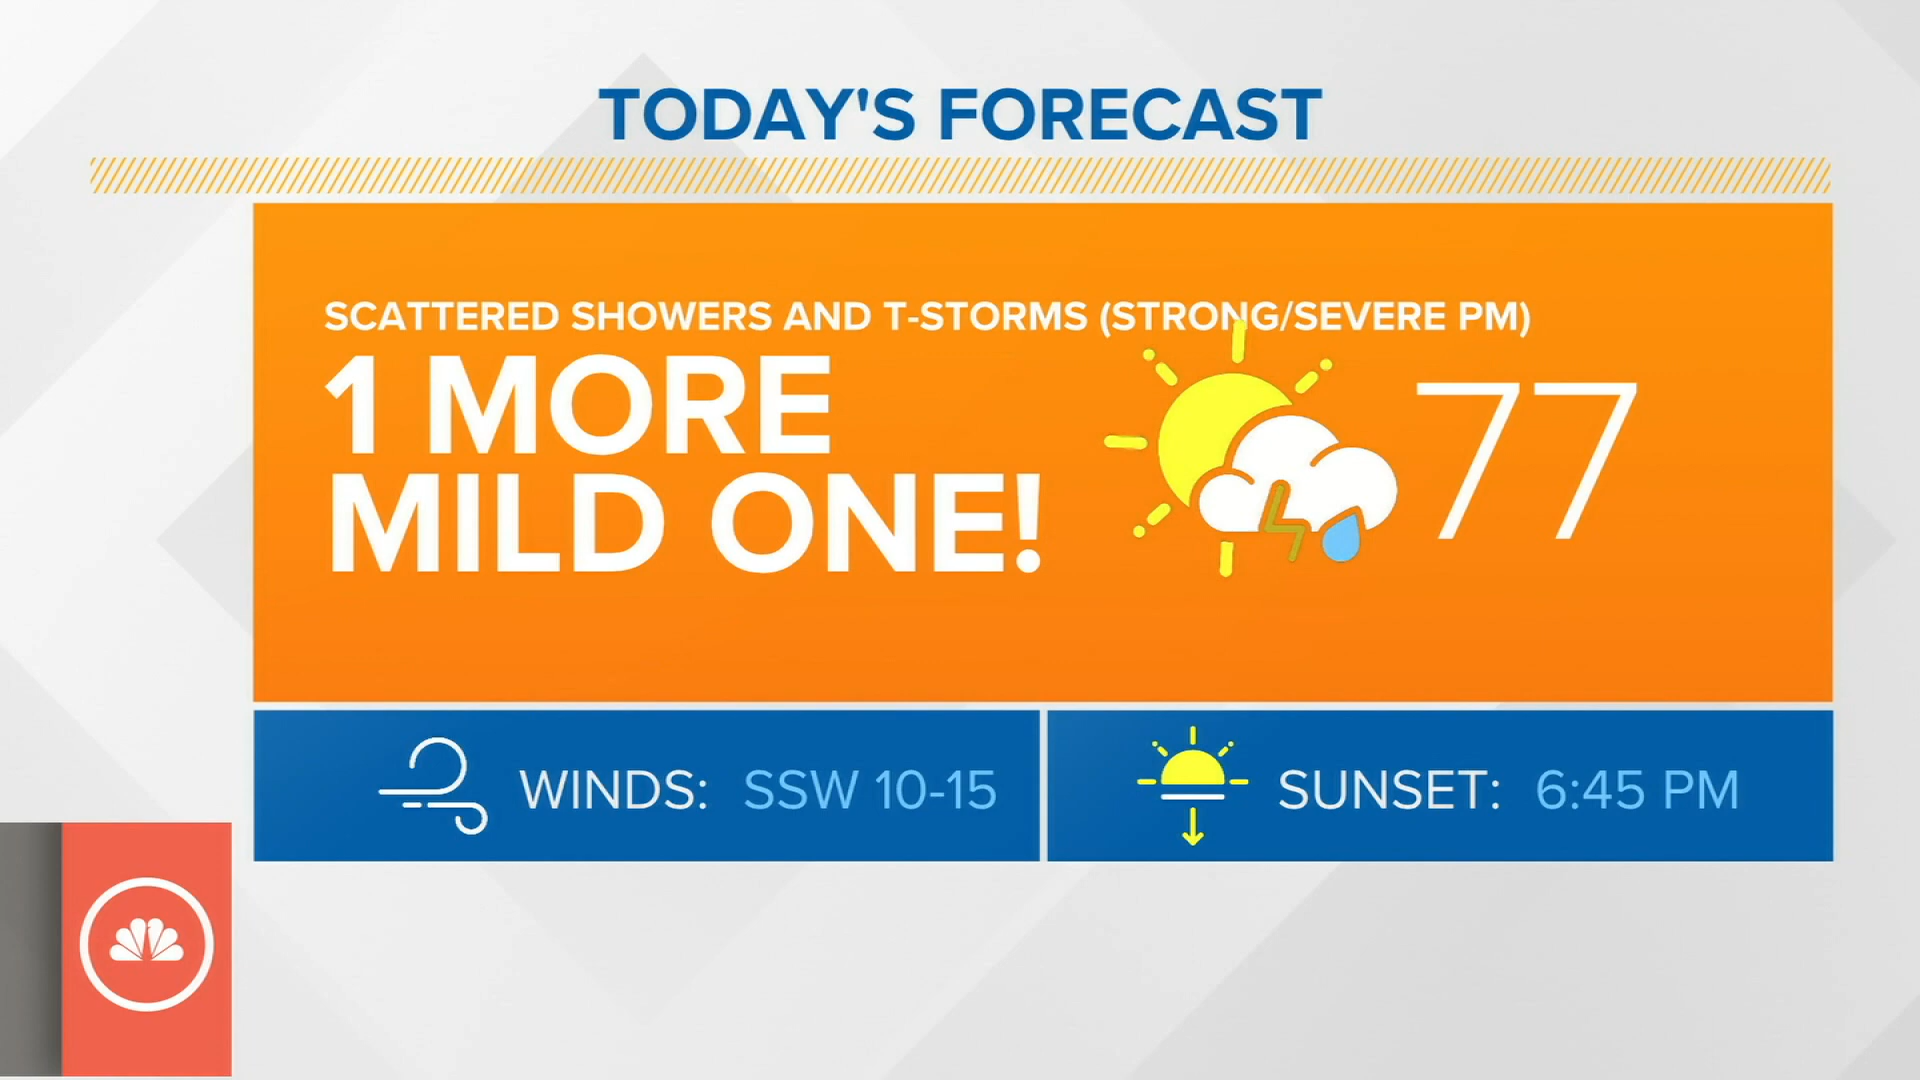 TODAY'S FORECAST
SCATTERED SHOWERS AND T-STORMS (STRONG/SEVERE PM)
1 MORE
MILD ONE!
77
WINDS: SSW 10-15
SUNSET: 6:45 PM